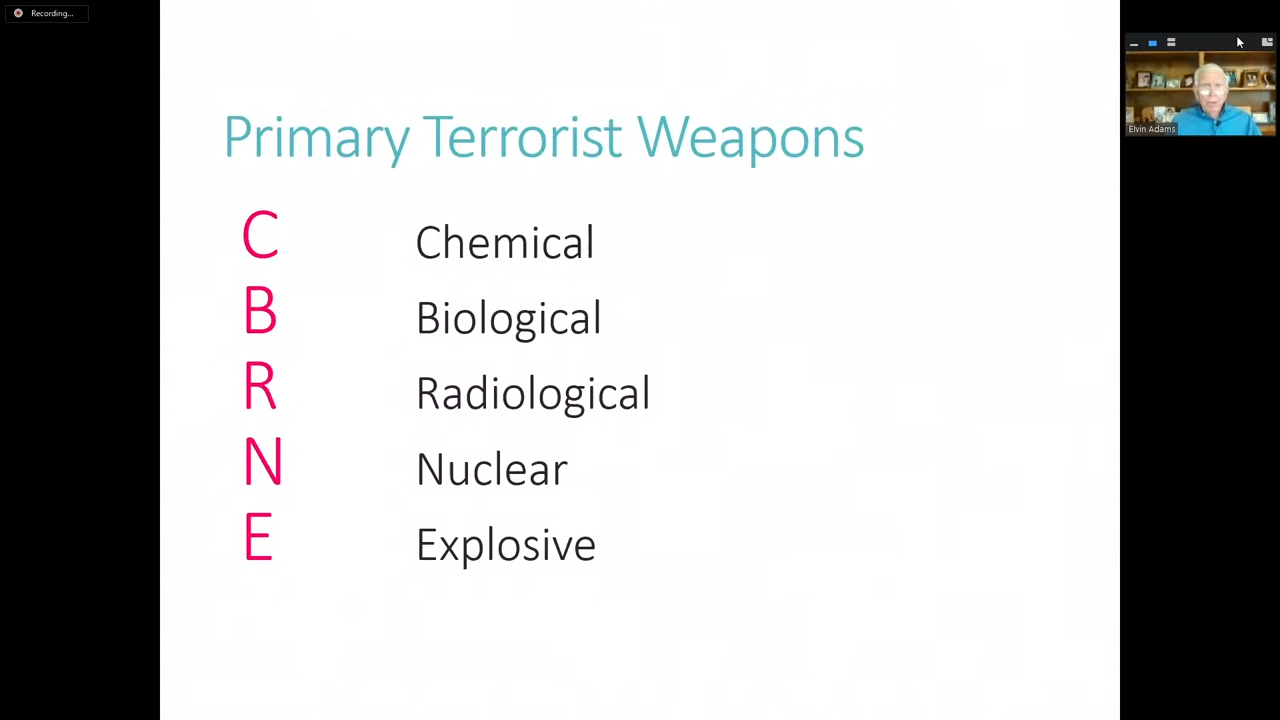 Recording...
Primary Terrorist Weapons
C Chemical
B Biological
R Radiological
N Nuclear
E Explosive
Elvin Adams